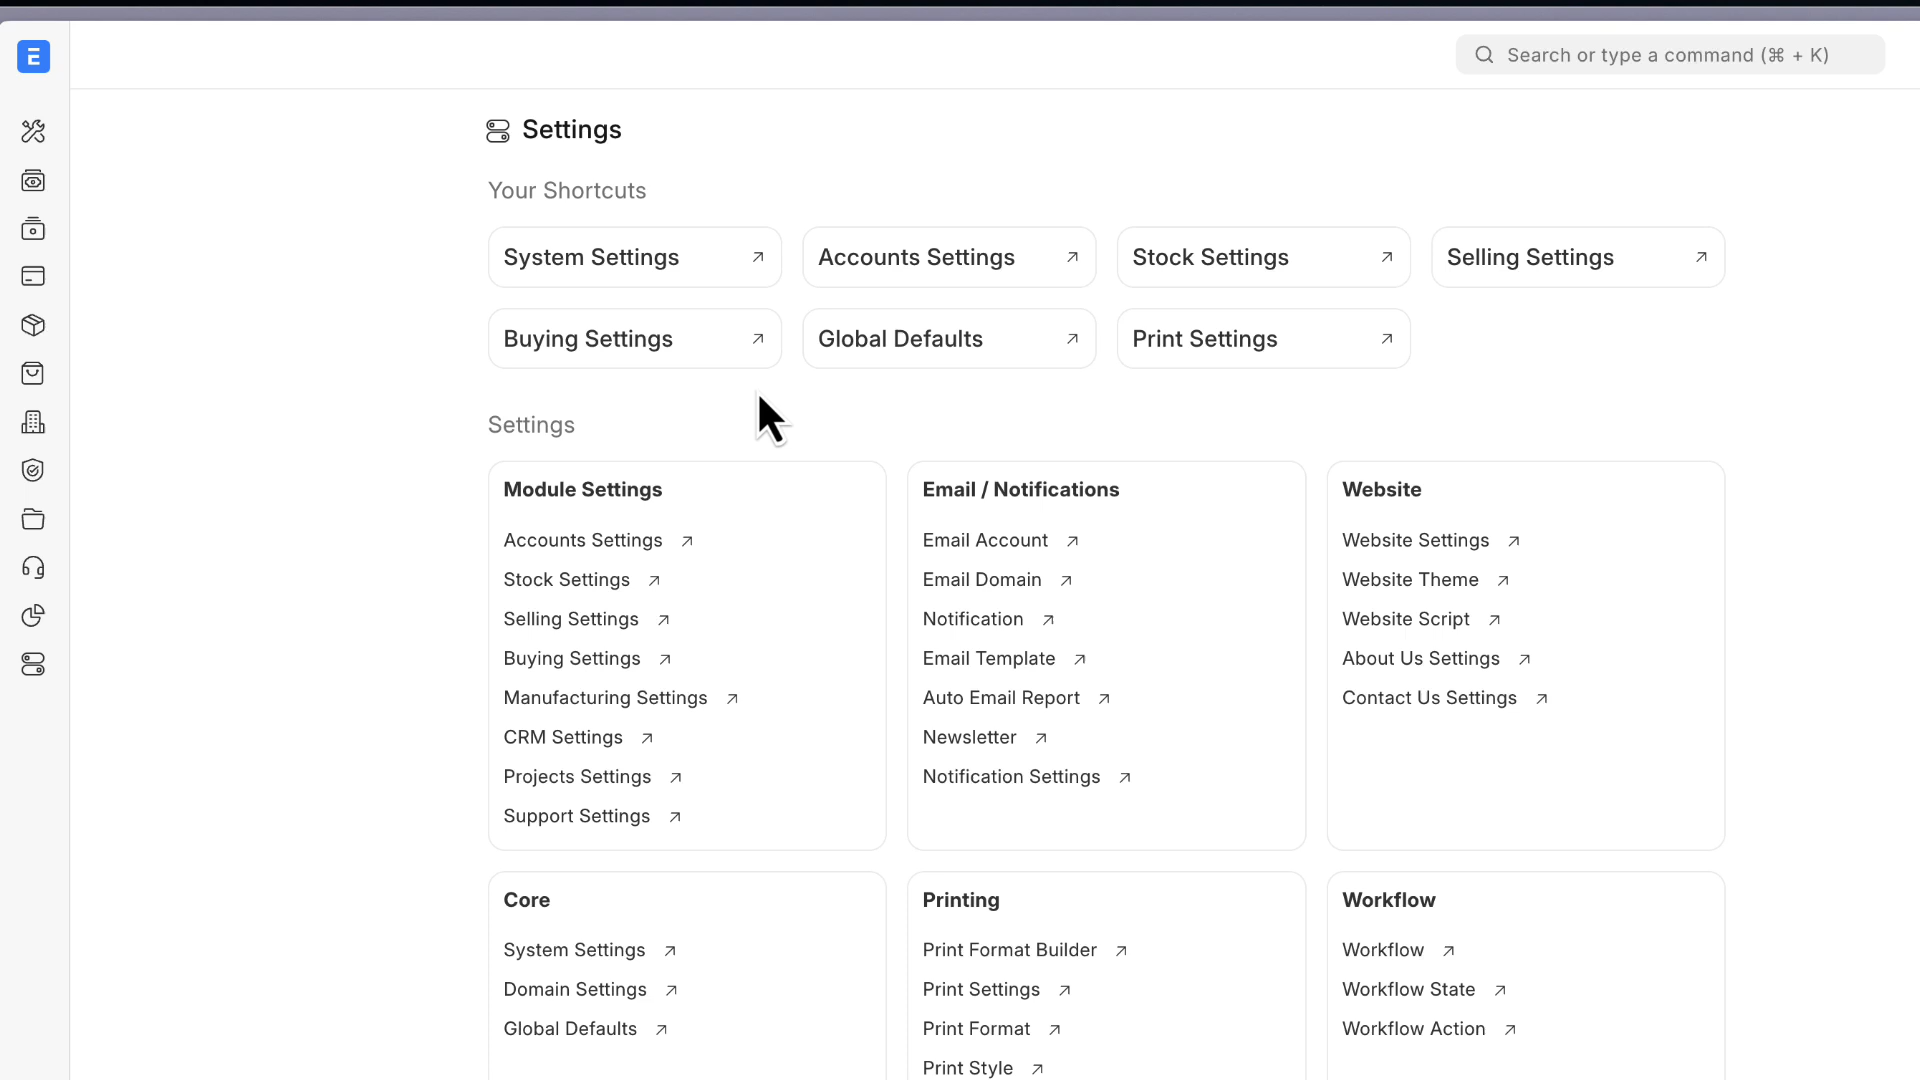 E
Search or type a command (⌘ + K)
Settings
Your Shortcuts
System Settings
Accounts Settings
Stock Settings
Selling Settings
Buying Settings
Global Defaults
Print Settings
Settings
Module Settings
Accounts Settings
Stock Settings
Selling Settings
Buying Settings
Manufacturing Settings
CRM Settings
Projects Settings
Support Settings
Email / Notifications
Email Account
Email Domain
Notification
Email Template
Auto Email Report
Newsletter
Notification Settings
Website
Website Settings
Website Theme
Website Script
About Us Settings
Contact Us Settings
Core
System Settings
Domain Settings
Global Defaults
Printing
Print Format Builder
Print Settings
Print Format
Print Style
Workflow
Workflow
Workflow State
Workflow Action